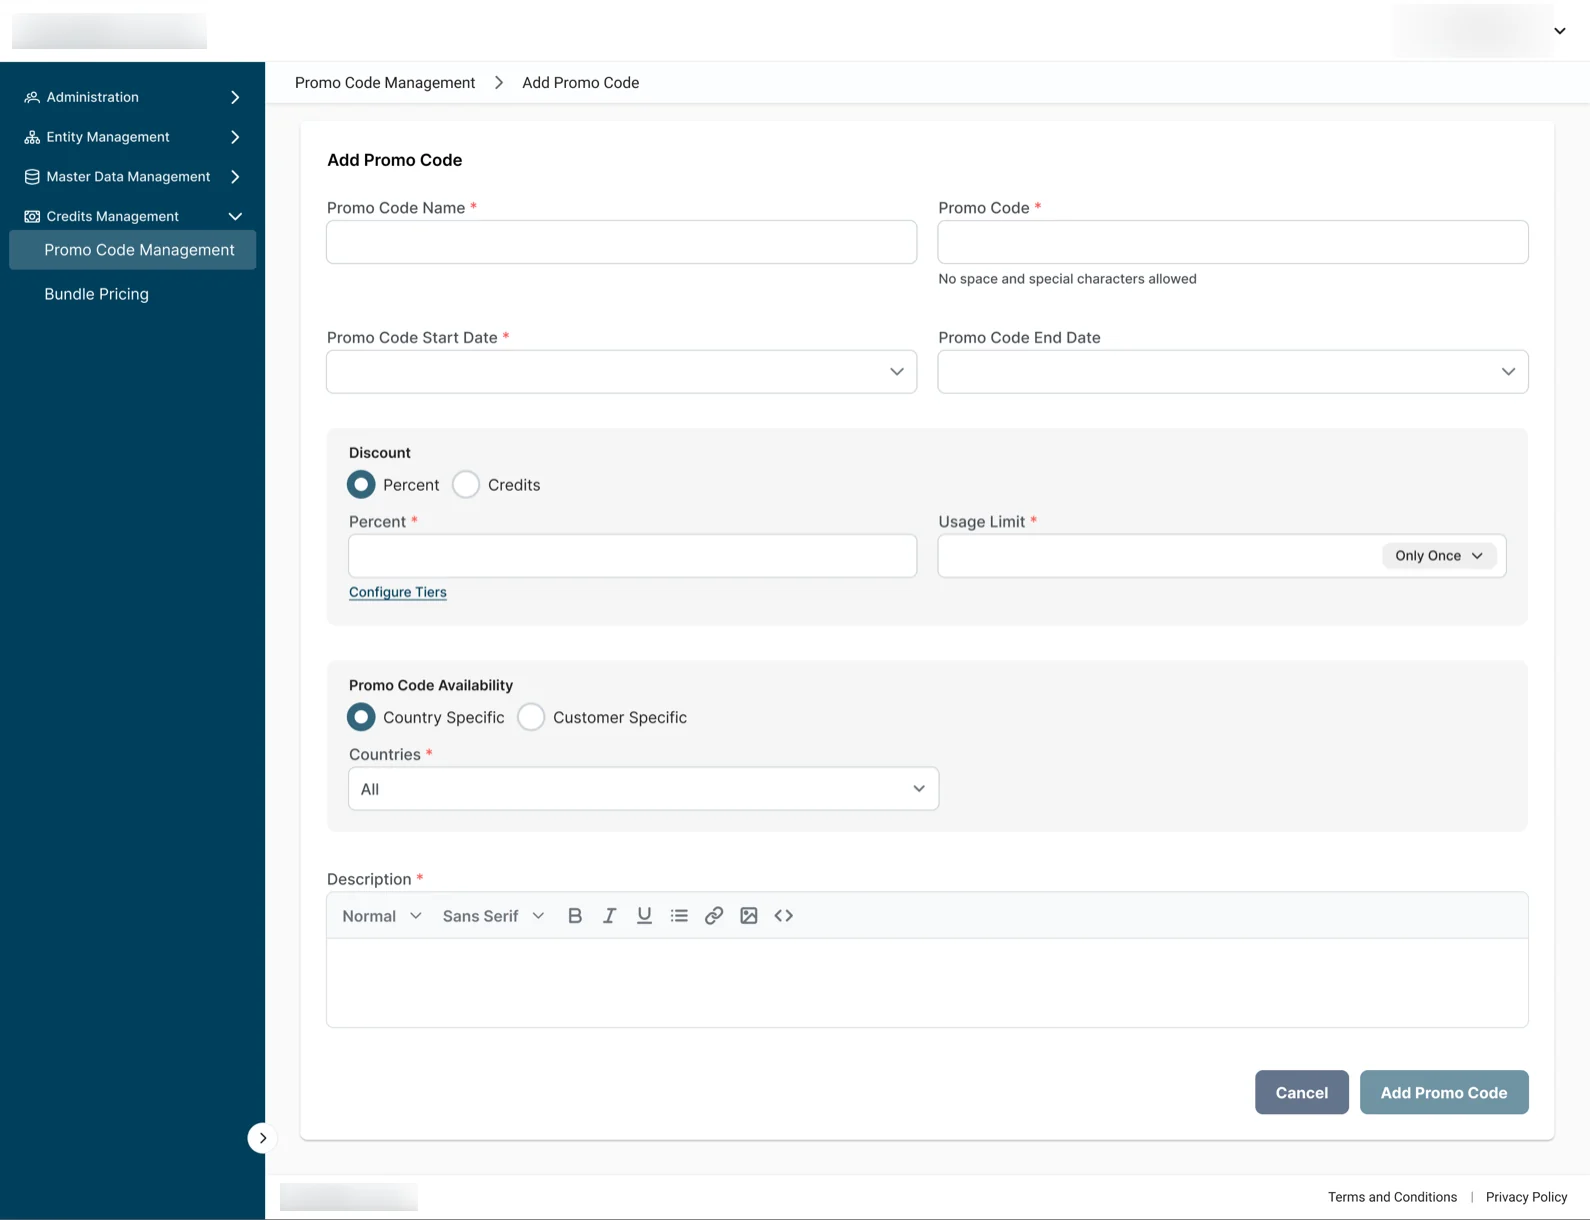 Promo Code Management > Add Promo Code
Administration
Entity Management
Master Data Management
Credits Management
Promo Code Management
Bundle Pricing
Add Promo Code
Promo Code Name *
Promo Code *
No space and special characters allowed
Promo Code Start Date *
Promo Code End Date
Discount
Percent
Credits
Percent *
Usage Limit *
Only Once
Configure Tiers
Promo Code Availability
Country Specific
Customer Specific
Countries *
All
Description *
Normal
Sans Serif
Cancel
Add Promo Code
Terms and Conditions | Privacy Policy